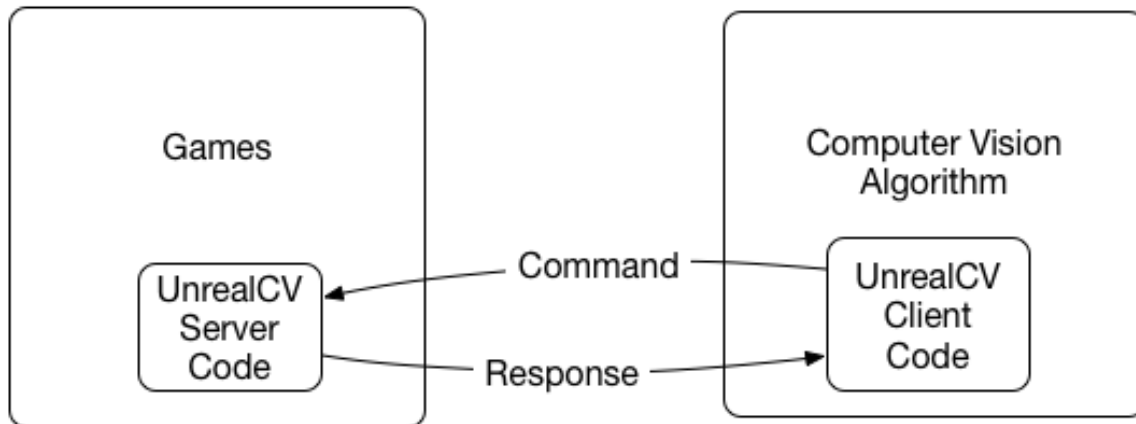 Games
Computer Vision
Algorithm
Command
UnrealCV
Server
Code
UnrealCV
Client
Code
Response